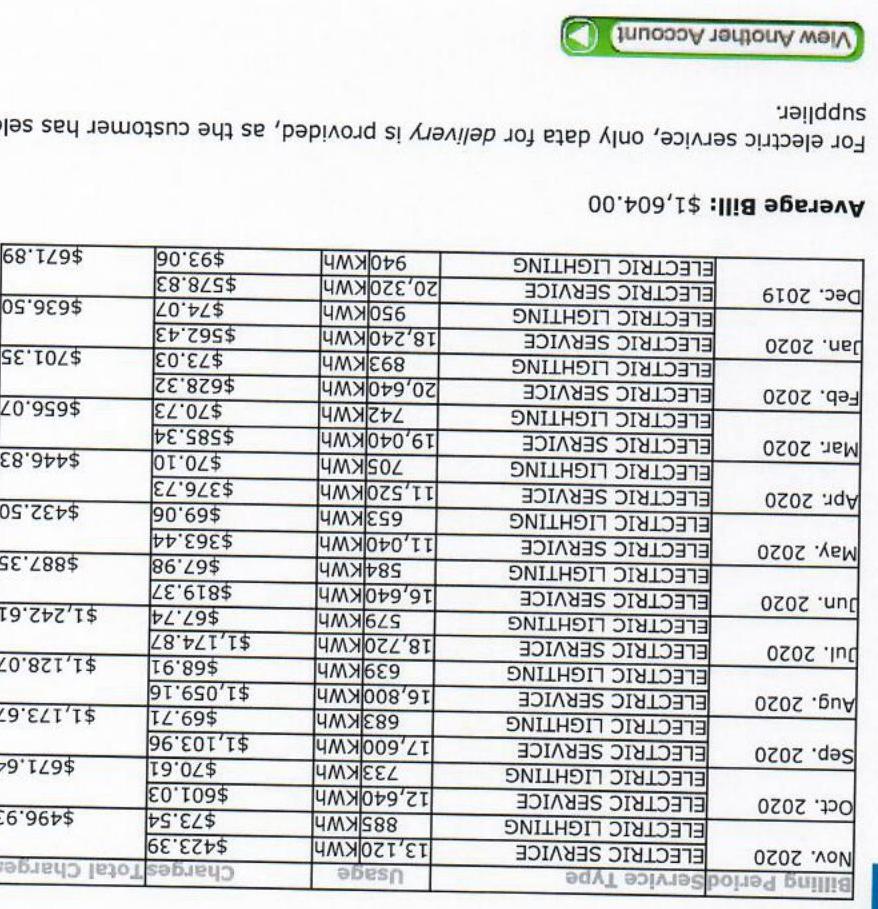 Billing Period Service Type Usage Charges Total Charges
Nov. 2020 ELECTRIC SERVICE 13,120 KWh $423.39
ELECTRIC LIGHTING 885 KWh $73.54 $496.93
Oct. 2020 ELECTRIC SERVICE 12,640 KWh $601.03
ELECTRIC LIGHTING 733 KWh $70.61 $671.64
Sep. 2020 ELECTRIC SERVICE 17,600 KWh $1,103.96
ELECTRIC LIGHTING 683 KWh $69.71 $1,173.67
Aug. 2020 ELECTRIC SERVICE 16,800 KWh $1,059.16
ELECTRIC LIGHTING 639 KWh $68.91 $1,128.07
Jul. 2020 ELECTRIC SERVICE 18,720 KWh $1,174.87
ELECTRIC LIGHTING 579 KWh $67.74 $1,242.61
Jun. 2020 ELECTRIC SERVICE 16,640 KWh $819.37
ELECTRIC LIGHTING 584 KWh $67.98 $887.35
May. 2020 ELECTRIC SERVICE 11,040 KWh $363.44
ELECTRIC LIGHTING 653 KWh $69.06 $432.50
Apr. 2020 ELECTRIC SERVICE 11,520 KWh $376.73
ELECTRIC LIGHTING 705 KWh $70.10 $446.83
Mar. 2020 ELECTRIC SERVICE 19,040 KWh $585.34
ELECTRIC LIGHTING 742 KWh $70.73 $656.07
Feb. 2020 ELECTRIC SERVICE 20,640 KWh $628.32
ELECTRIC LIGHTING 893 KWh $73.03 $701.35
Jan. 2020 ELECTRIC SERVICE 18,240 KWh $562.43
ELECTRIC LIGHTING 950 KWh $74.07 $636.50
Dec. 2019 ELECTRIC SERVICE 20,320 KWh $578.83
ELECTRIC LIGHTING 940 KWh $93.06 $671.89
Average Bill: $1,604.00
For electric service, only data for delivery is provided, as the customer has
supplier.
View Another Account